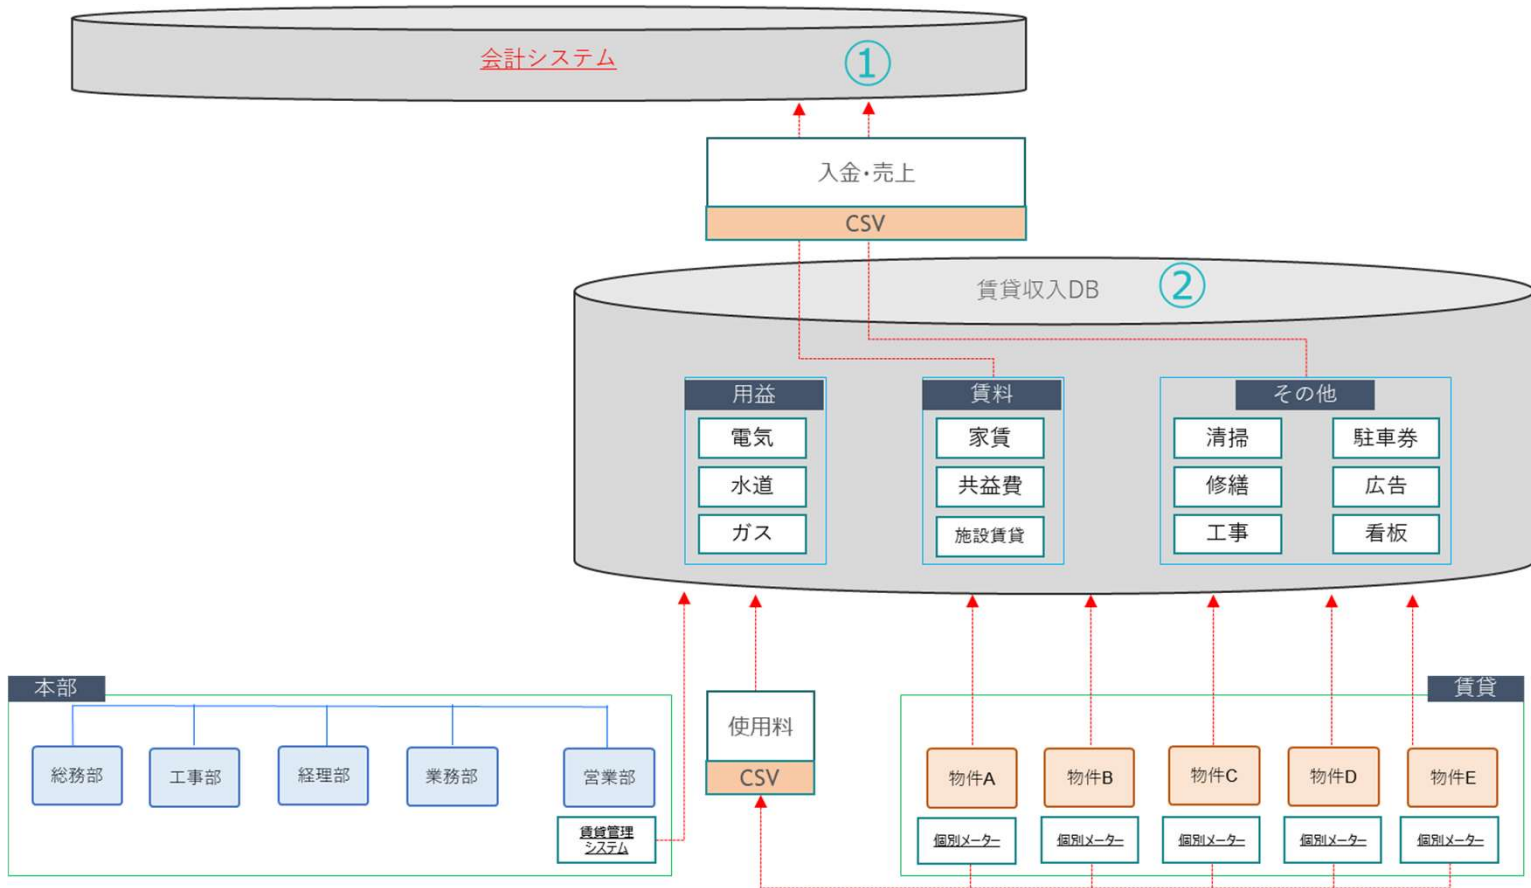 会計システム
①
入金・売上
CSV
賃貸収入DB
②
用益
電気
水道
ガス
賃料
家賃
共益費
施設賃貸
その他
清掃
駐車券
修繕
広告
工事
看板
本部
総務部
工事部
経理部
業務部
営業部
賃貸管理
システム
使用料
CSV
賃貸
物件A
物件B
物件C
物件D
物件E
個別メーター
個別メーター
個別メーター
個別メーター
個別メーター